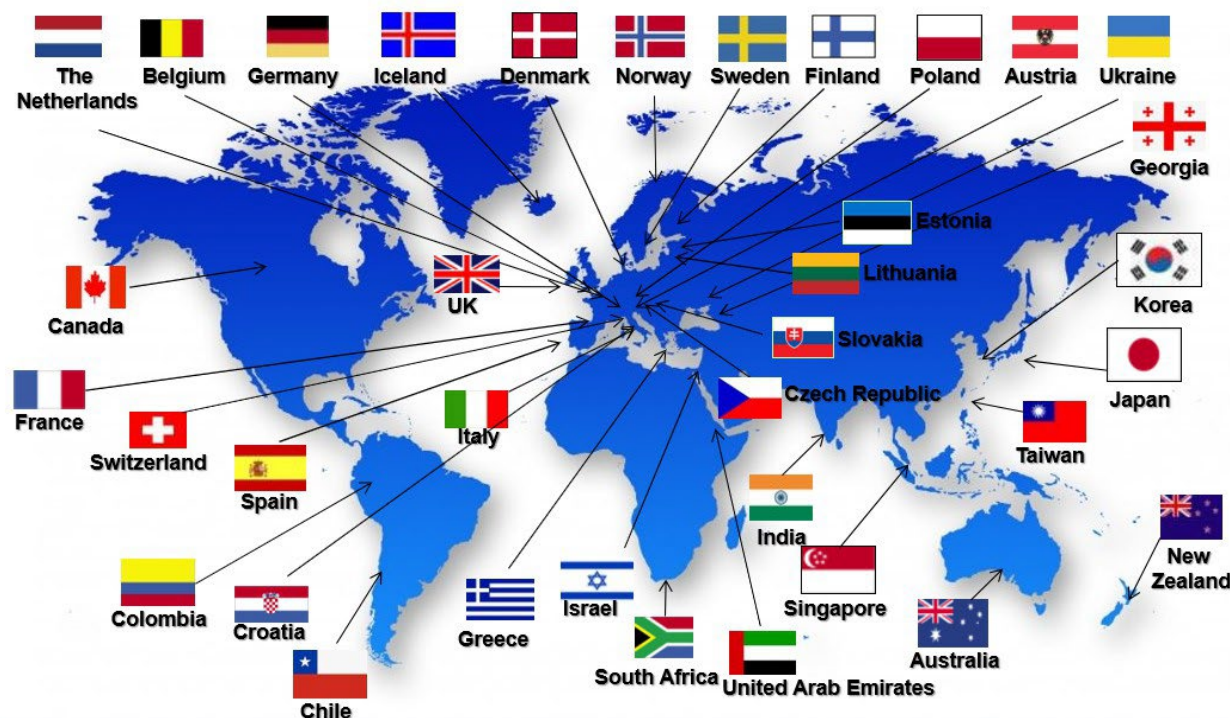 The
Netherlands
Belgium
Germany
Iceland
Denmark
Norway
Sweden
Finland
Poland
Austria
Ukraine
Georgia
Estonia
Lithuania
Korea
Canada
UK
Slovakia
Japan
France
Czech Republic
Switzerland
Italy
Taiwan
Spain
India
New
Zealand
Colombia
Croatia
Greece
Israel
Singapore
Australia
South Africa
United Arab Emirates
Chile